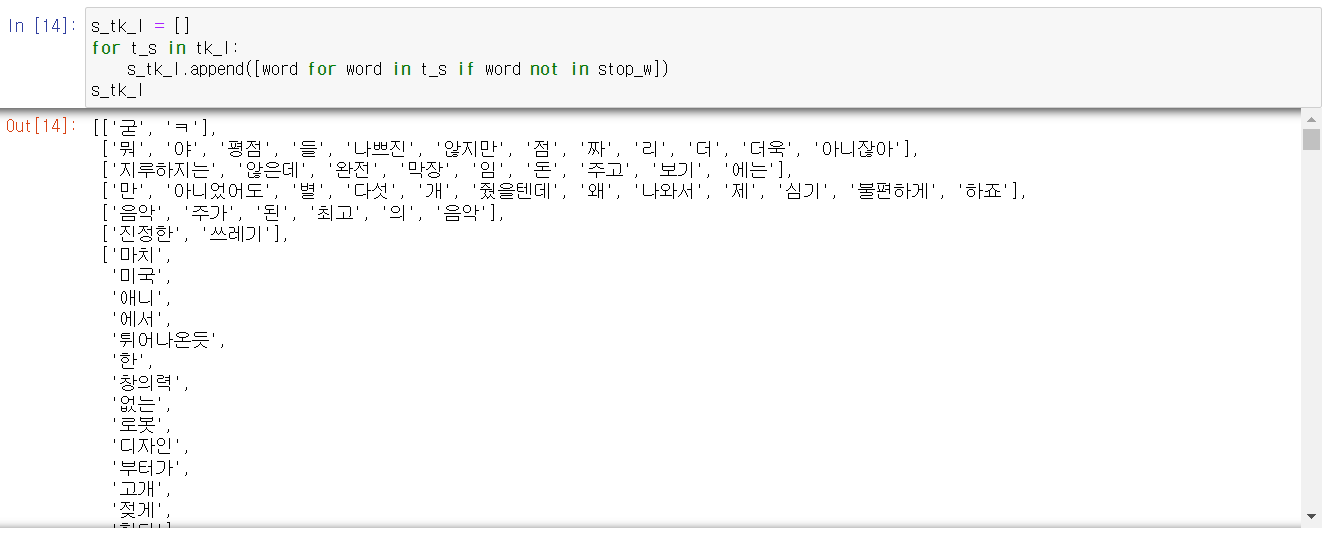 In [14]: s_tk_l = []
for t_s in tk_l:
    s_tk_l.append([word for word in t_s if word not in stop_w])
s_tk_l
Out[14]: [['굳', 'ㅋ'],
['뭐', '야', '평점', '들', '나쁘진', '않지만', '점', '짜', '리', '더', '더욱', '아니잖아'],
['지루하지는', '않은데', '완전', '막장', '임', '돈', '주고', '보기', '에는'],
['만', '아니었어도', '별', '다섯', '개', '줬을텐데', '왜', '나와서', '제', '심기', '불편하게', '하죠'],
['음악', '주가', '된', '최고', '의', '음악'],
['진정한', '쓰레기'],
['마치',
'미국',
'애니',
'에서',
'튀어나온듯',
'한',
'창의력',
'없는',
'로봇',
'디자인',
'부터가',
'고개',
'젖게',